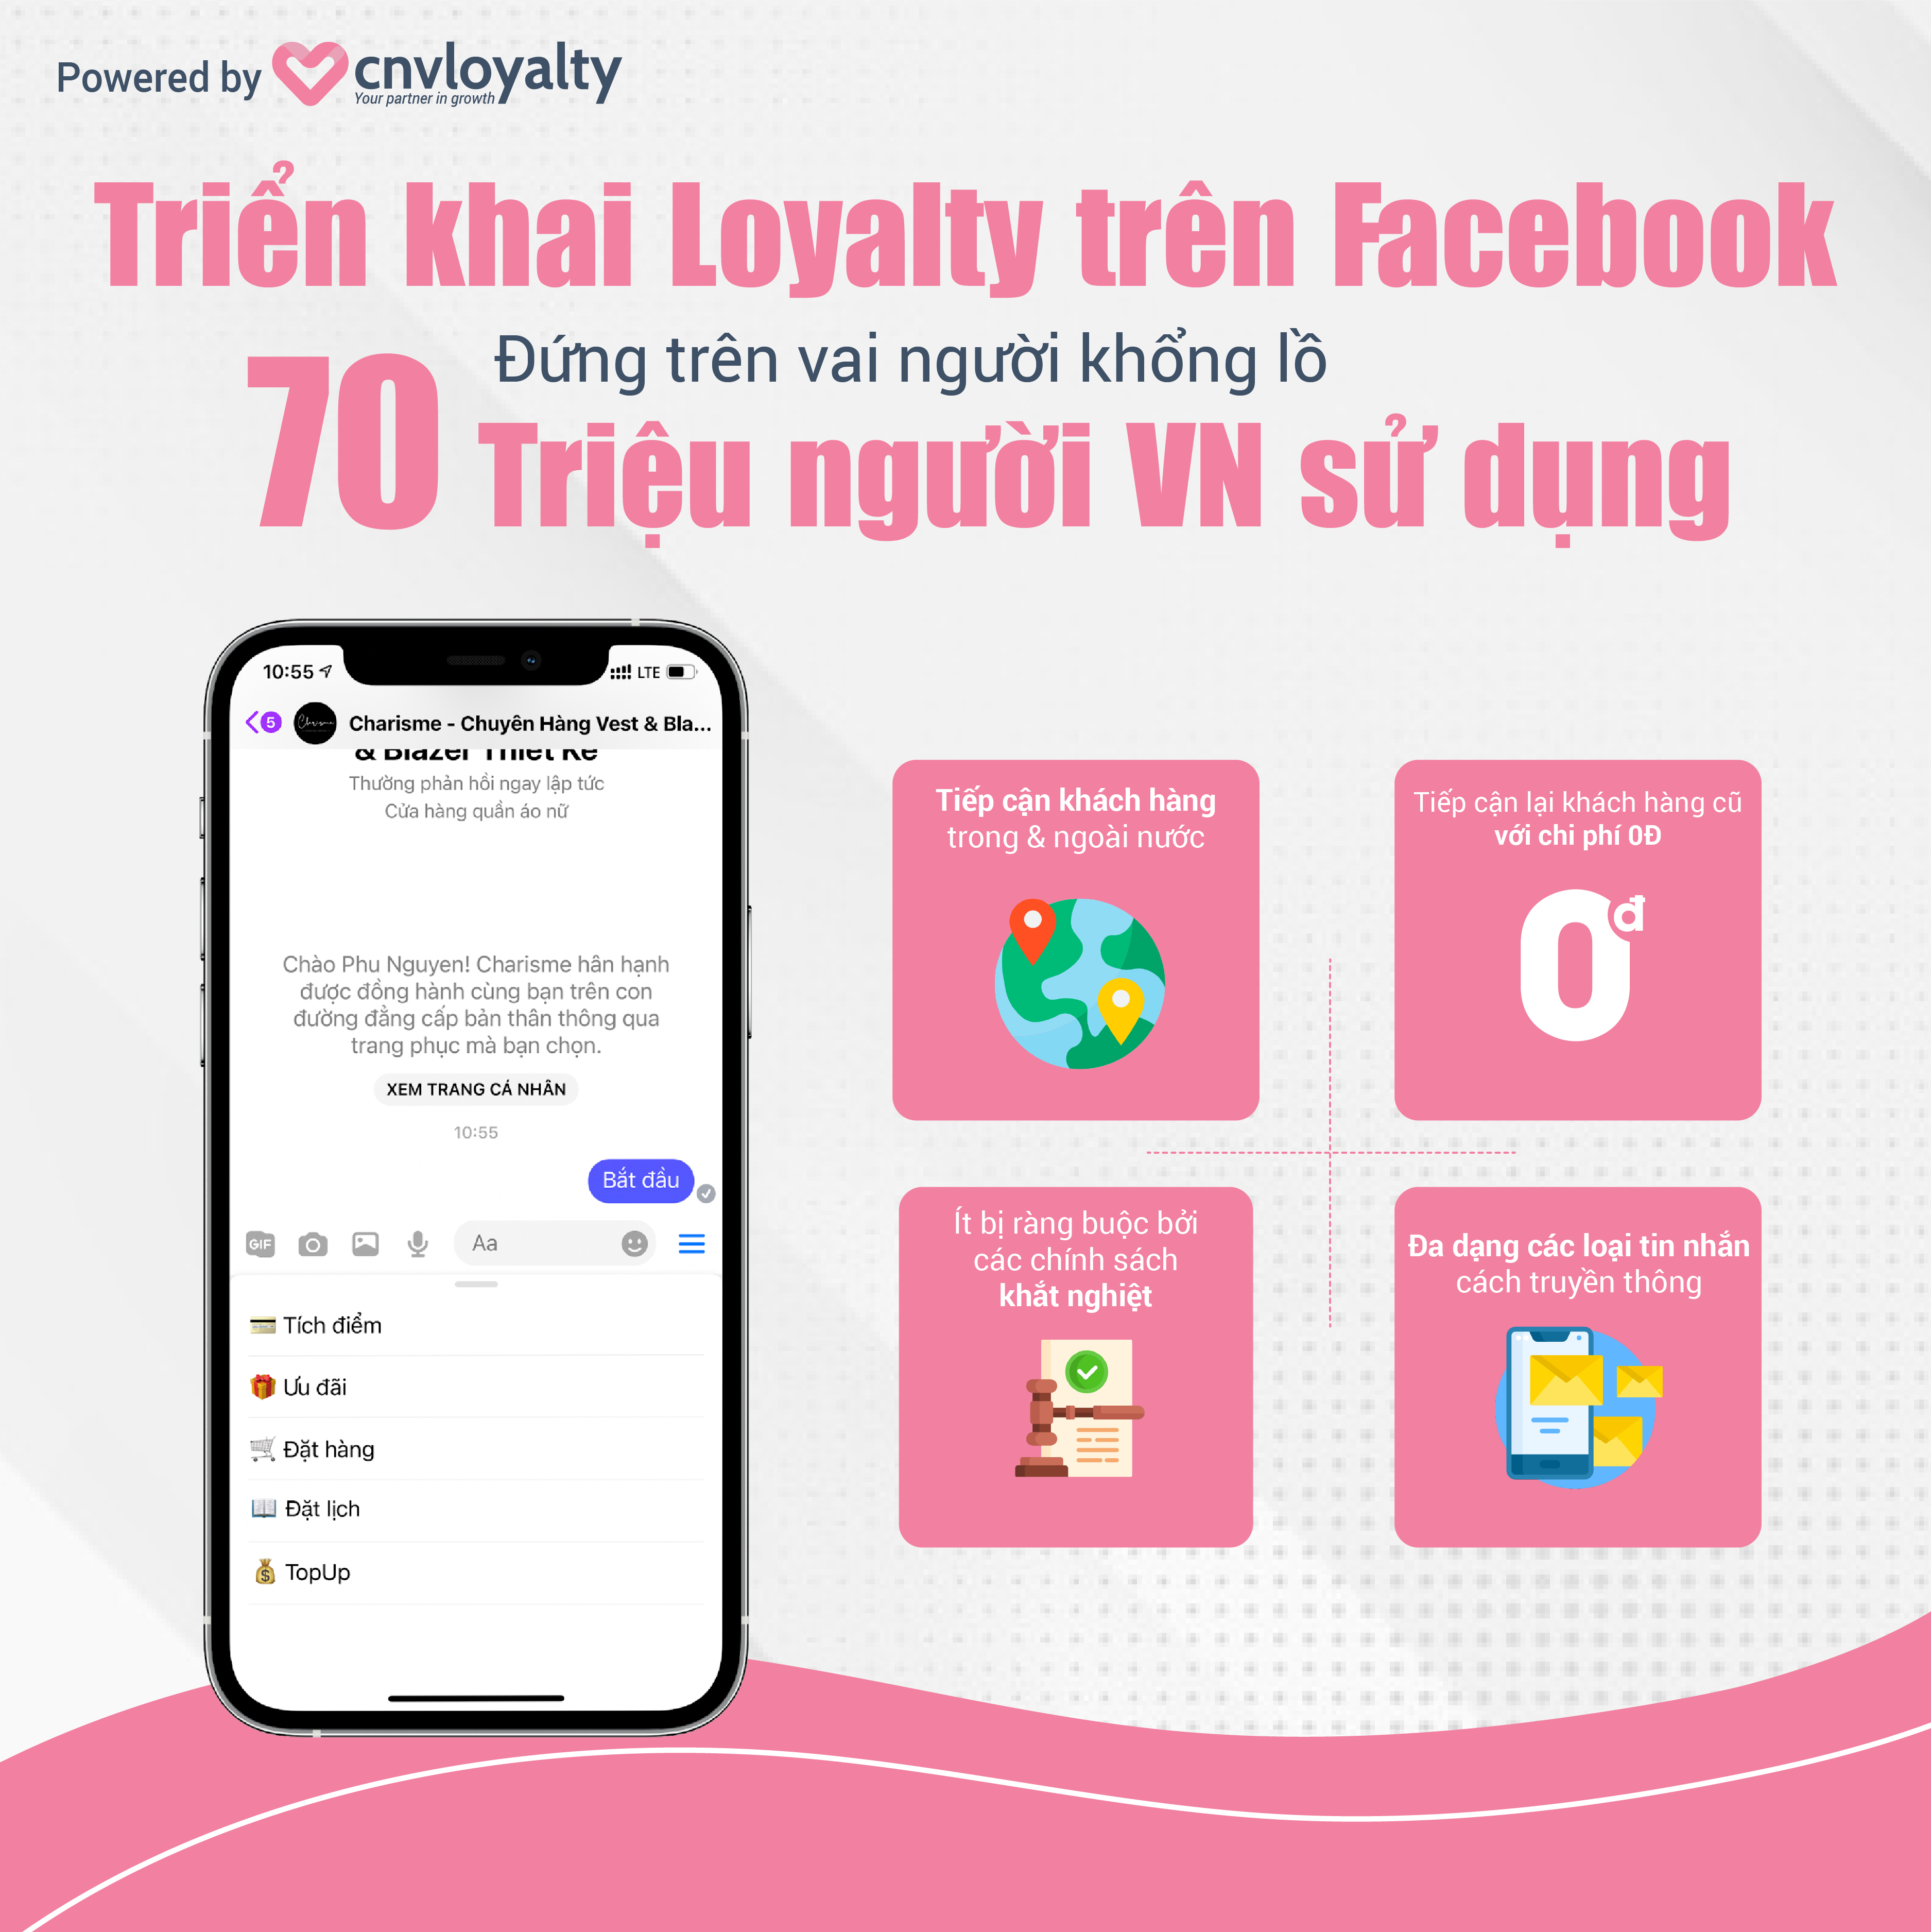 Powered by cnvloyalty
Your partner in growth
Triển khai Loyalty trên Facebook
Đứng trên vai người khổng lồ
70 Triệu người VN sử dụng
10:55 LTE
5 Charisme - Chuyên Hàng Vest & Bla...
& Blazer Thiết Kế
Thường phản hồi ngay lập tức
Cửa hàng quần áo nữ
Chào Phu Nguyen! Charisme hân hạnh
được đồng hành cùng bạn trên con
đường đẳng cấp bản thân thông qua
trang phục mà bạn chọn.
XEM TRANG CÁ NHÂN
10:55
Bắt đầu
GIF Aa
Tích điểm
Ưu đãi
Đặt hàng
Đặt lịch
TopUp
Tiếp cận khách hàng
trong & ngoài nước
Tiếp cận lại khách hàng cũ
với chi phí 0Đ
0đ
Ít bị ràng buộc bởi
các chính sách
khắt nghiệt
Đa dạng các loại tin nhắn
cách truyền thông